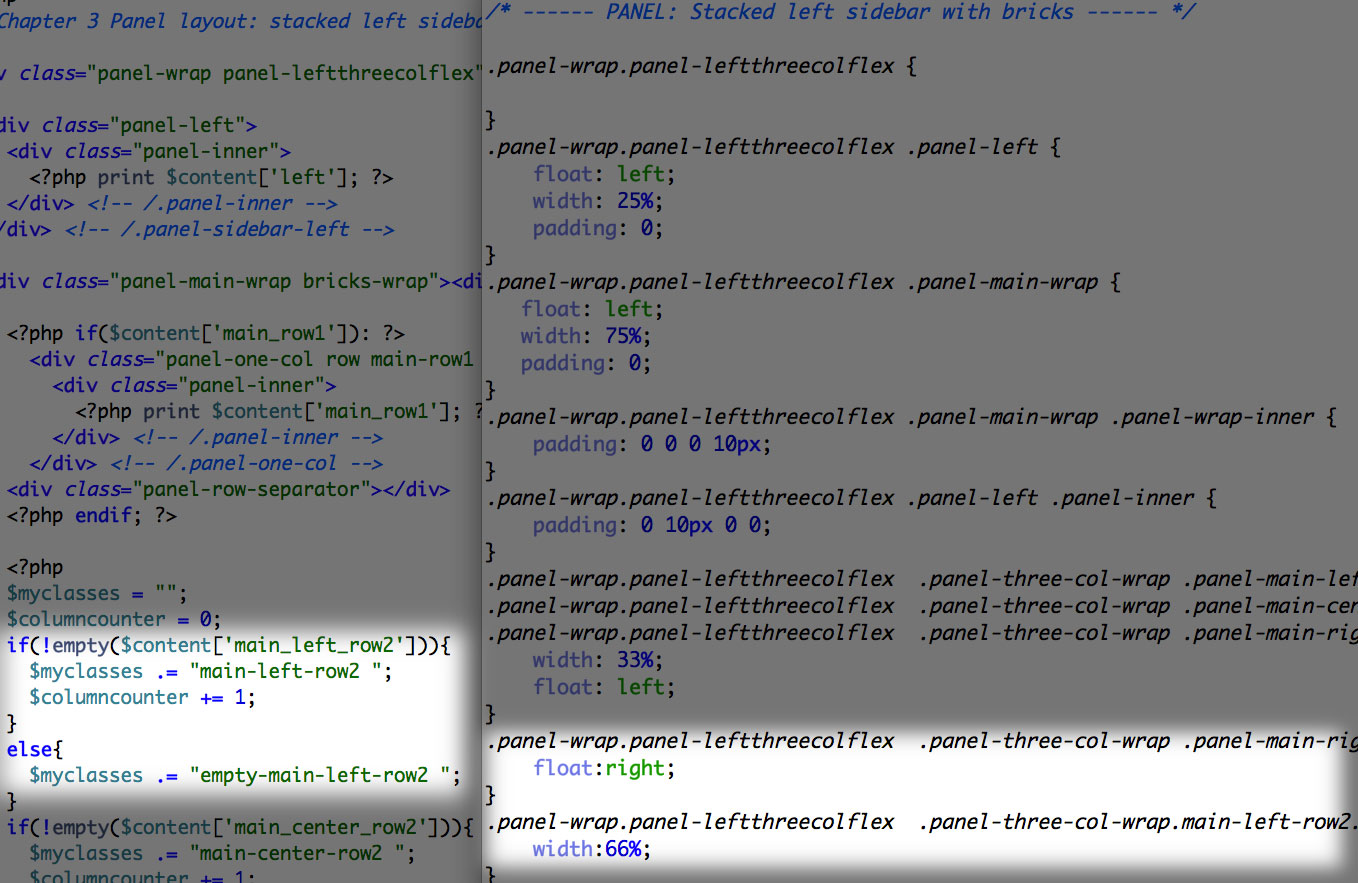 Chapter 3 Panel layout: stacked left
class="panel-wrap panel-leftthreecolflex"
div class="panel-left">
<div class="panel-inner">
<?php print $content['left']; ?>
</div> <!-- /.panel-inner -->
/div> <!-- /.panel-sidebar-left -->
div class="panel-main-wrap bricks-wrap">
<?php if($content['main_row1']): ?>
<div class="panel-one-col row main-row1
<div class="panel-inner">
<?php print $content['main_row1']; ?
</div> <!-- /.panel-inner -->
</div> <!-- /.panel-one-col -->
<div class="panel-row-separator"></div>
<?php endif; ?>
<?php
$myclasses = "";
$columncounter = 0;
if(!empty($content['main_left_row2'])){
$myclasses .= "main-left-row2 ";
$columncounter += 1;
}
else{
$myclasses .= "empty-main-left-row2 ";
}
if(!empty($content['main_center_row2'])){
$myclasses .= "main-center-row2 ";
$columncounter += 1;
/* ------ PANEL: Stacked left sidebar with bricks ------ */
.panel-wrap.panel-leftthreecolflex {
}
.panel-wrap.panel-leftthreecolflex .panel-left {
float: left;
width: 25%;
padding: 0;
}
.panel-wrap.panel-leftthreecolflex .panel-main-wrap {
float: left;
width: 75%;
padding: 0;
}
.panel-wrap.panel-leftthreecolflex .panel-main-wrap .panel-wrap-inner {
padding: 0 0 0 10px;
}
.panel-wrap.panel-leftthreecolflex .panel-left .panel-inner {
padding: 0 10px 0 0;
}
.panel-wrap.panel-leftthreecolflex .panel-three-col-wrap .panel-main-lef
.panel-wrap.panel-leftthreecolflex .panel-three-col-wrap .panel-main-cen
.panel-wrap.panel-leftthreecolflex .panel-three-col-wrap .panel-main-rig
width: 33%;
float: left;
}
.panel-wrap.panel-leftthreecolflex .panel-three-col-wrap .panel-main-rig
float:right;
}
.panel-wrap.panel-leftthreecolflex .panel-three-col-wrap.main-left-row2.
width:66%;
}